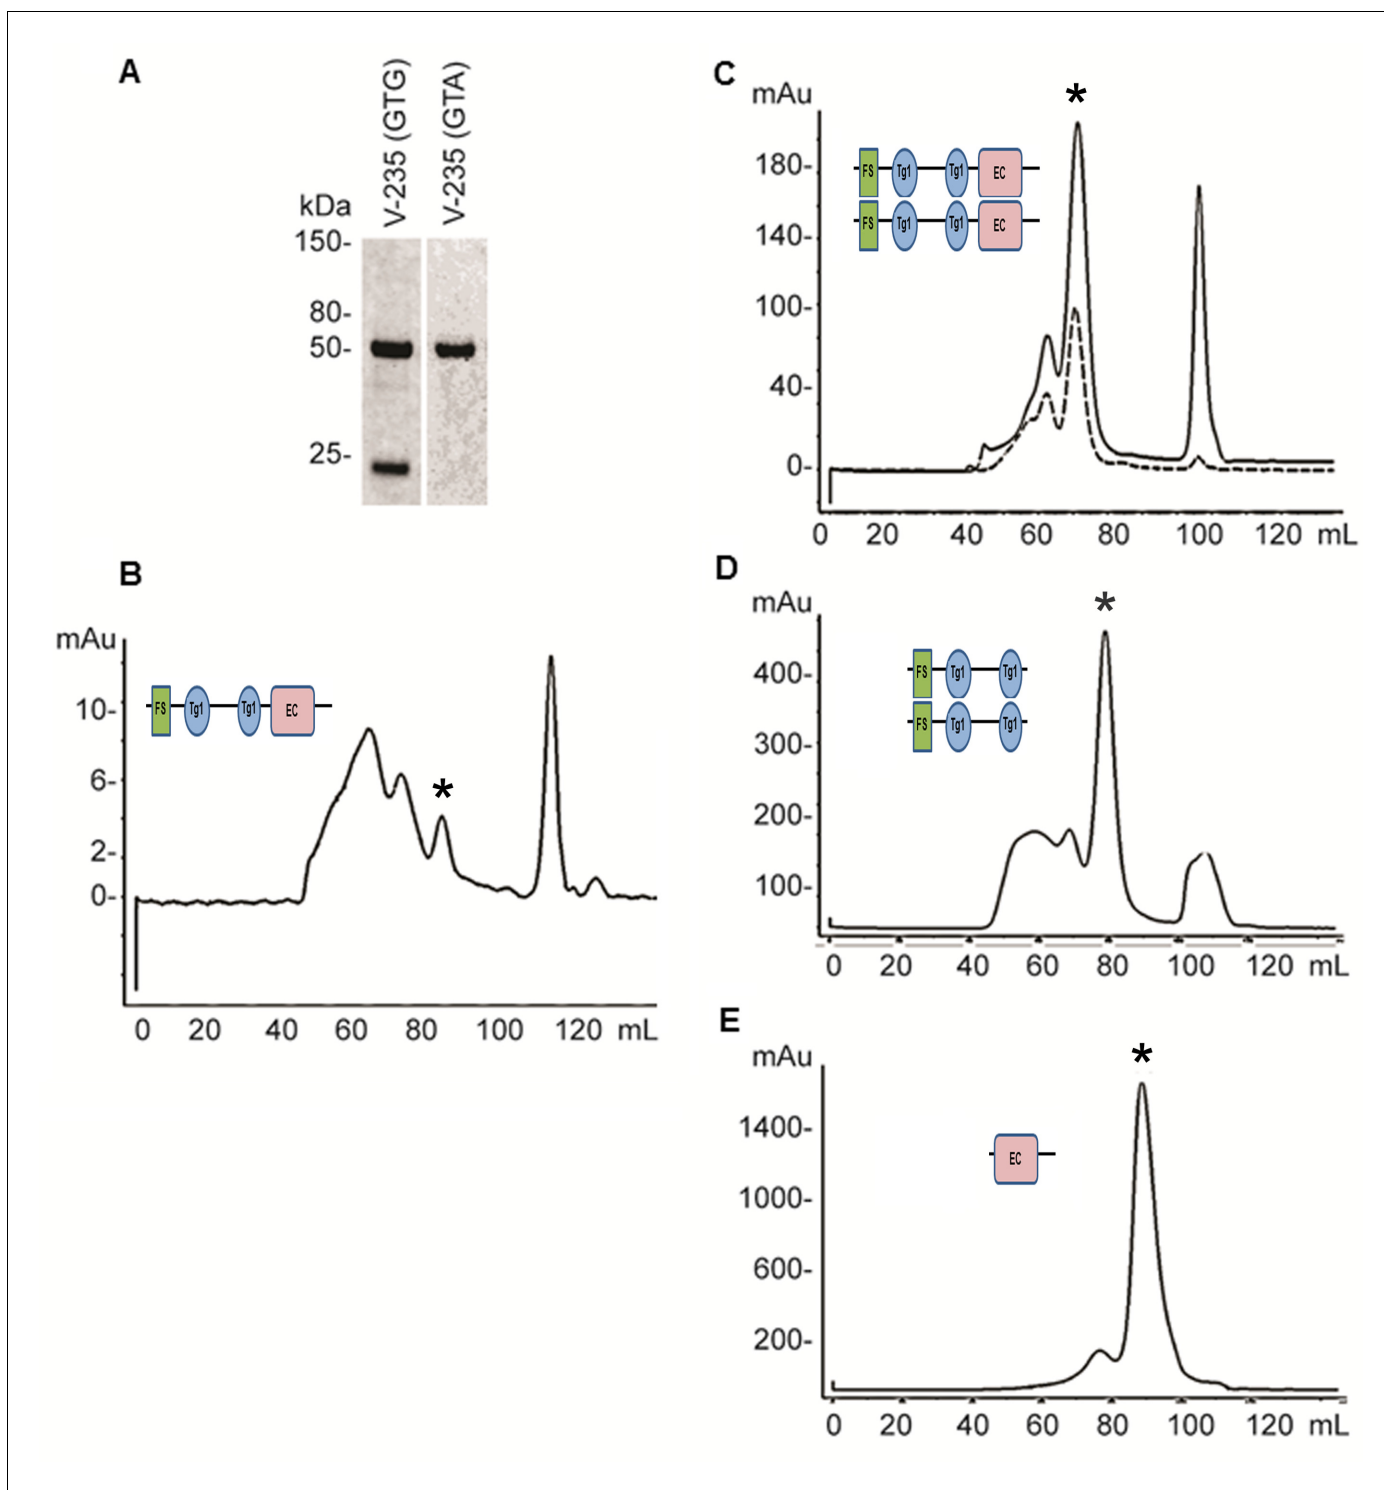 A
V-235 (GTG)
V-235 (GTA)
kDa
150-
80-
50-
25-
B
mAu
10-
6-
2-
0-
FS Tg1 Tg1 EC
*
0 20 40 60 80 100 120 mL
C
mAu
*
180-
140-
100-
40-
0-
FS Tg1 Tg1 EC
FS Tg1 Tg1 EC
0 20 40 60 80 100 120 mL
D
mAu
*
400-
300-
200-
100-
FS Tg1 Tg1
FS Tg1 Tg1
0 20 40 60 80 100 120 mL
E
mAu
*
1400-
1000-
600-
200-
EC
0 20 40 60 80 100 120 mL